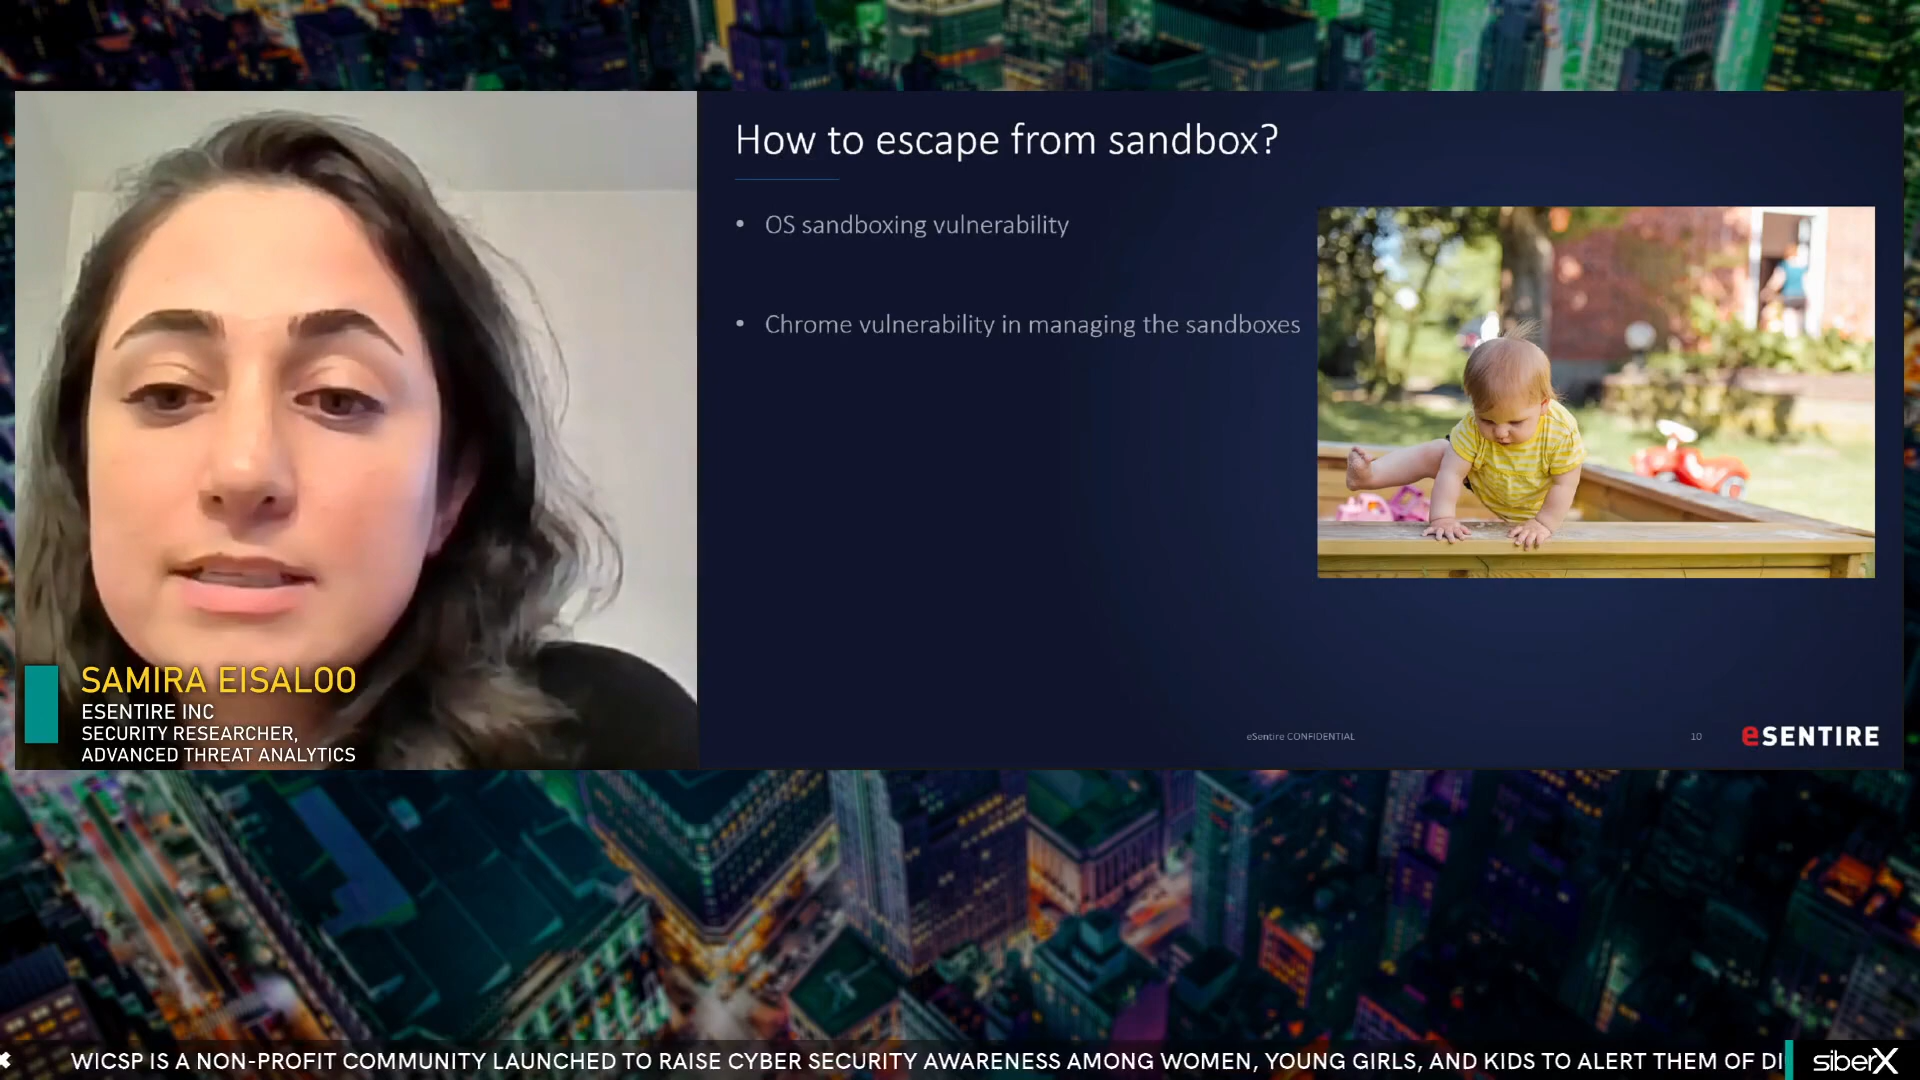 How to escape from sandbox?
• OS sandboxing vulnerability
• Chrome vulnerability in managing the sandboxes
SAMIRA EISALOO
ESENTIRE INC
SECURITY RESEARCHER,
ADVANCED THREAT ANALYTICS
eSentire CONFIDENTIAL
10
eSENTIRE
WICSP IS A NON-PROFIT COMMUNITY LAUNCHED TO RAISE CYBER SECURITY AWARENESS AMONG WOMEN, YOUNG GIRLS, AND KIDS TO ALERT THEM OF DI
siberX